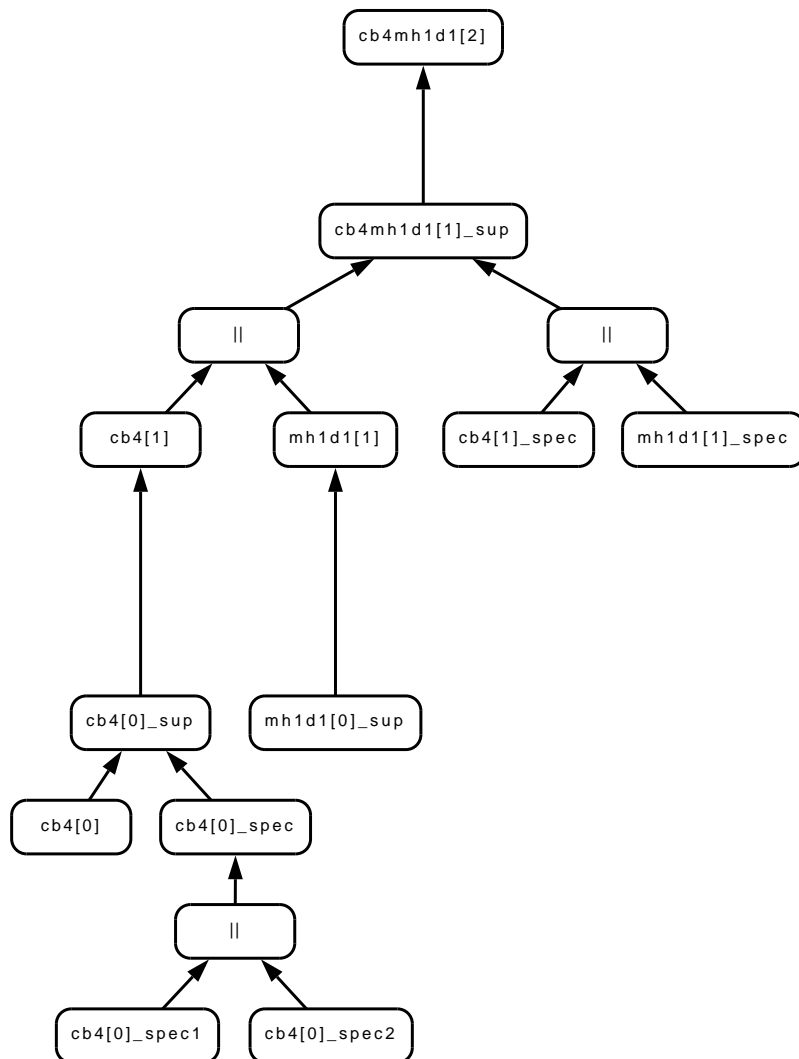 cb4mh1d1[2]
cb4mh1d1[1]_sup
||
||
cb4[1]
mh1d1[1]
cb4[1]_spec
mh1d1[1]_spec
cb4[0]_sup
mh1d1[0]_sup
cb4[0]
cb4[0]_spec
||
cb4[0]_spec1
cb4[0]_spec2